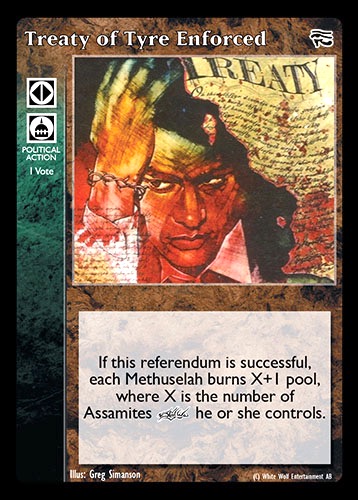 Treaty of Tyre Enforced
TREATY
POLITICAL
ACTION
1 Vote
If this referendum is successful,
each Methuselah burns X+1 pool,
where X is the number of
Assamites he or she controls.
Illus: Greg Simanson
(C) White Wolf Entertainment AB